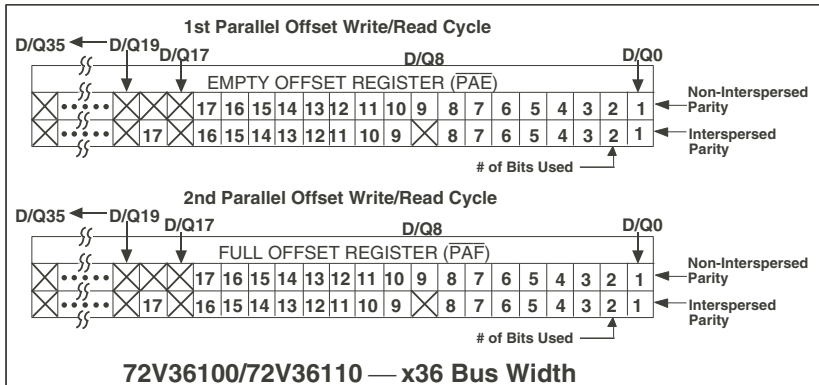 1st Parallel Offset Write/Read Cycle
D/Q35 D/Q19 D/Q17 D/Q8 D/Q0
EMPTY OFFSET REGISTER (PAE)
17 16 15 14 13 12 11 10 9 8 7 6 5 4 3 2 1 Non-Interspersed Parity
17 16 15 14 13 12 11 10 9 8 7 6 5 4 3 2 1 Interspersed Parity
# of Bits Used
2nd Parallel Offset Write/Read Cycle
D/Q35 D/Q19 D/Q17 D/Q8 D/Q0
FULL OFFSET REGISTER (PAF)
17 16 15 14 13 12 11 10 9 8 7 6 5 4 3 2 1 Non-Interspersed Parity
17 16 15 14 13 12 11 10 9 8 7 6 5 4 3 2 1 Interspersed Parity
# of Bits Used
72V36100/72V36110 — x36 Bus Width